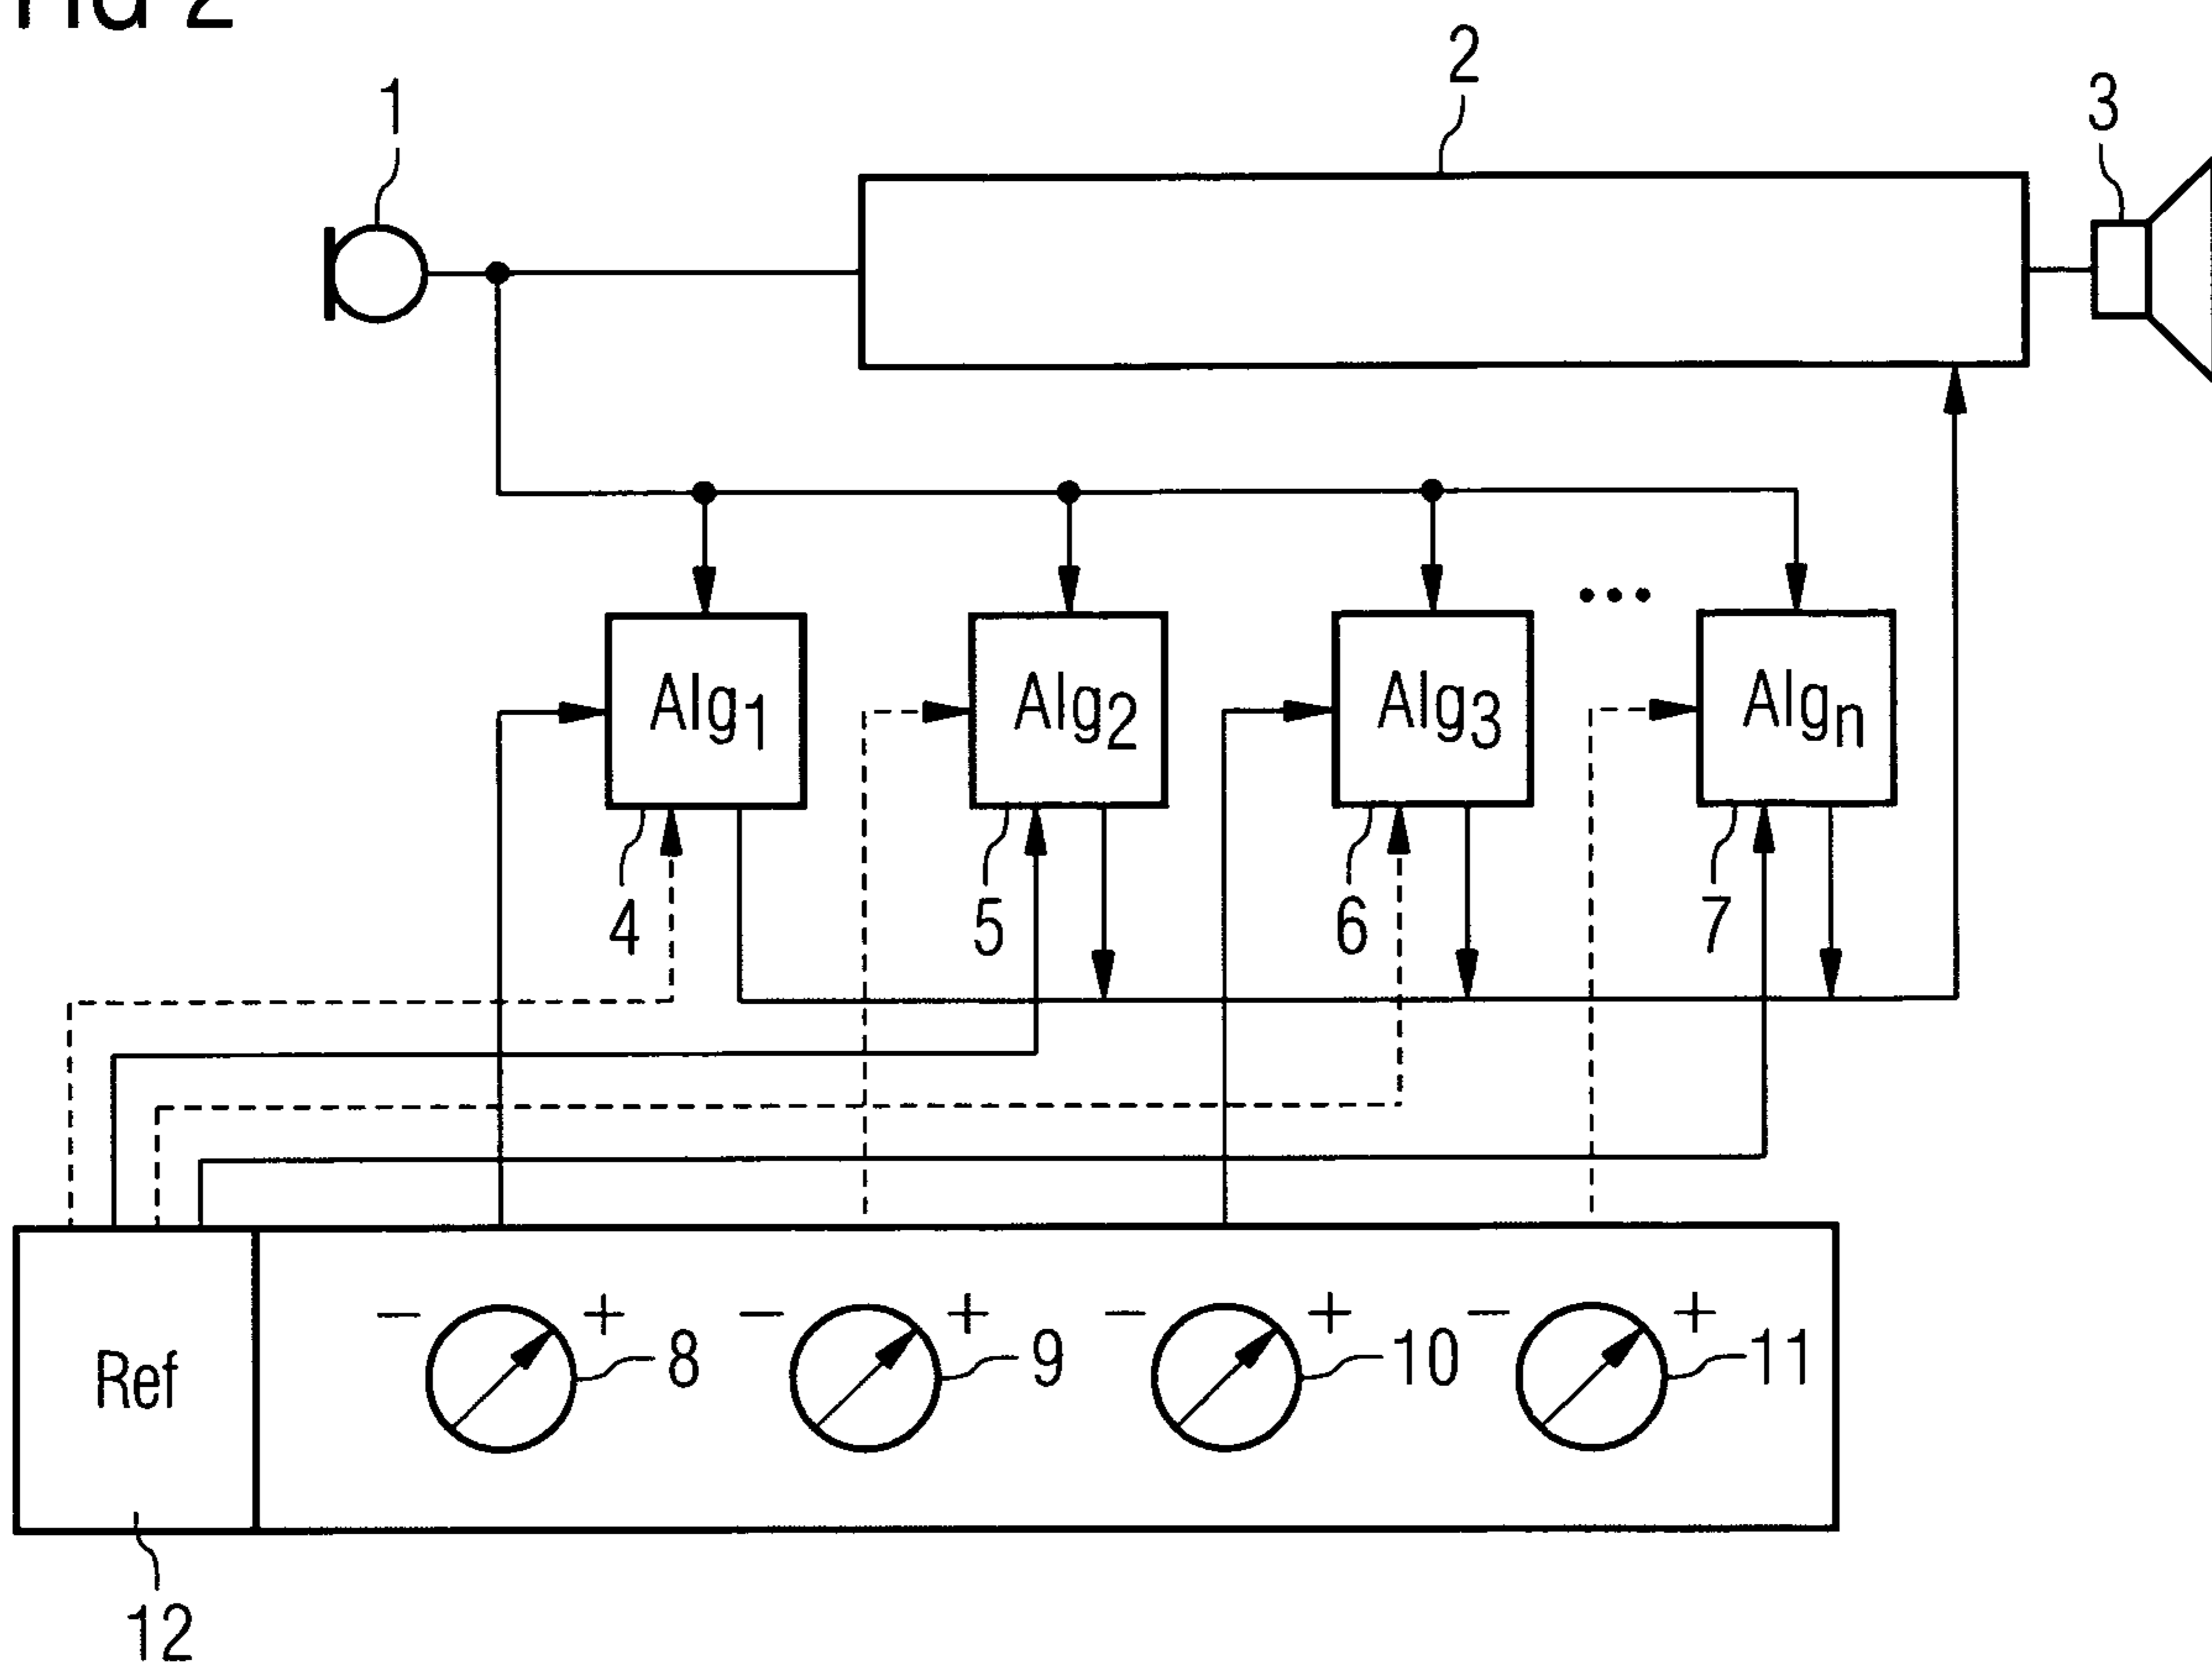 FIG 2
1
2
3
Alg1
Alg2
Alg3
...
Algn
4
5
6
7
Ref
− + 8
− + 9
− + 10
− + 11
12